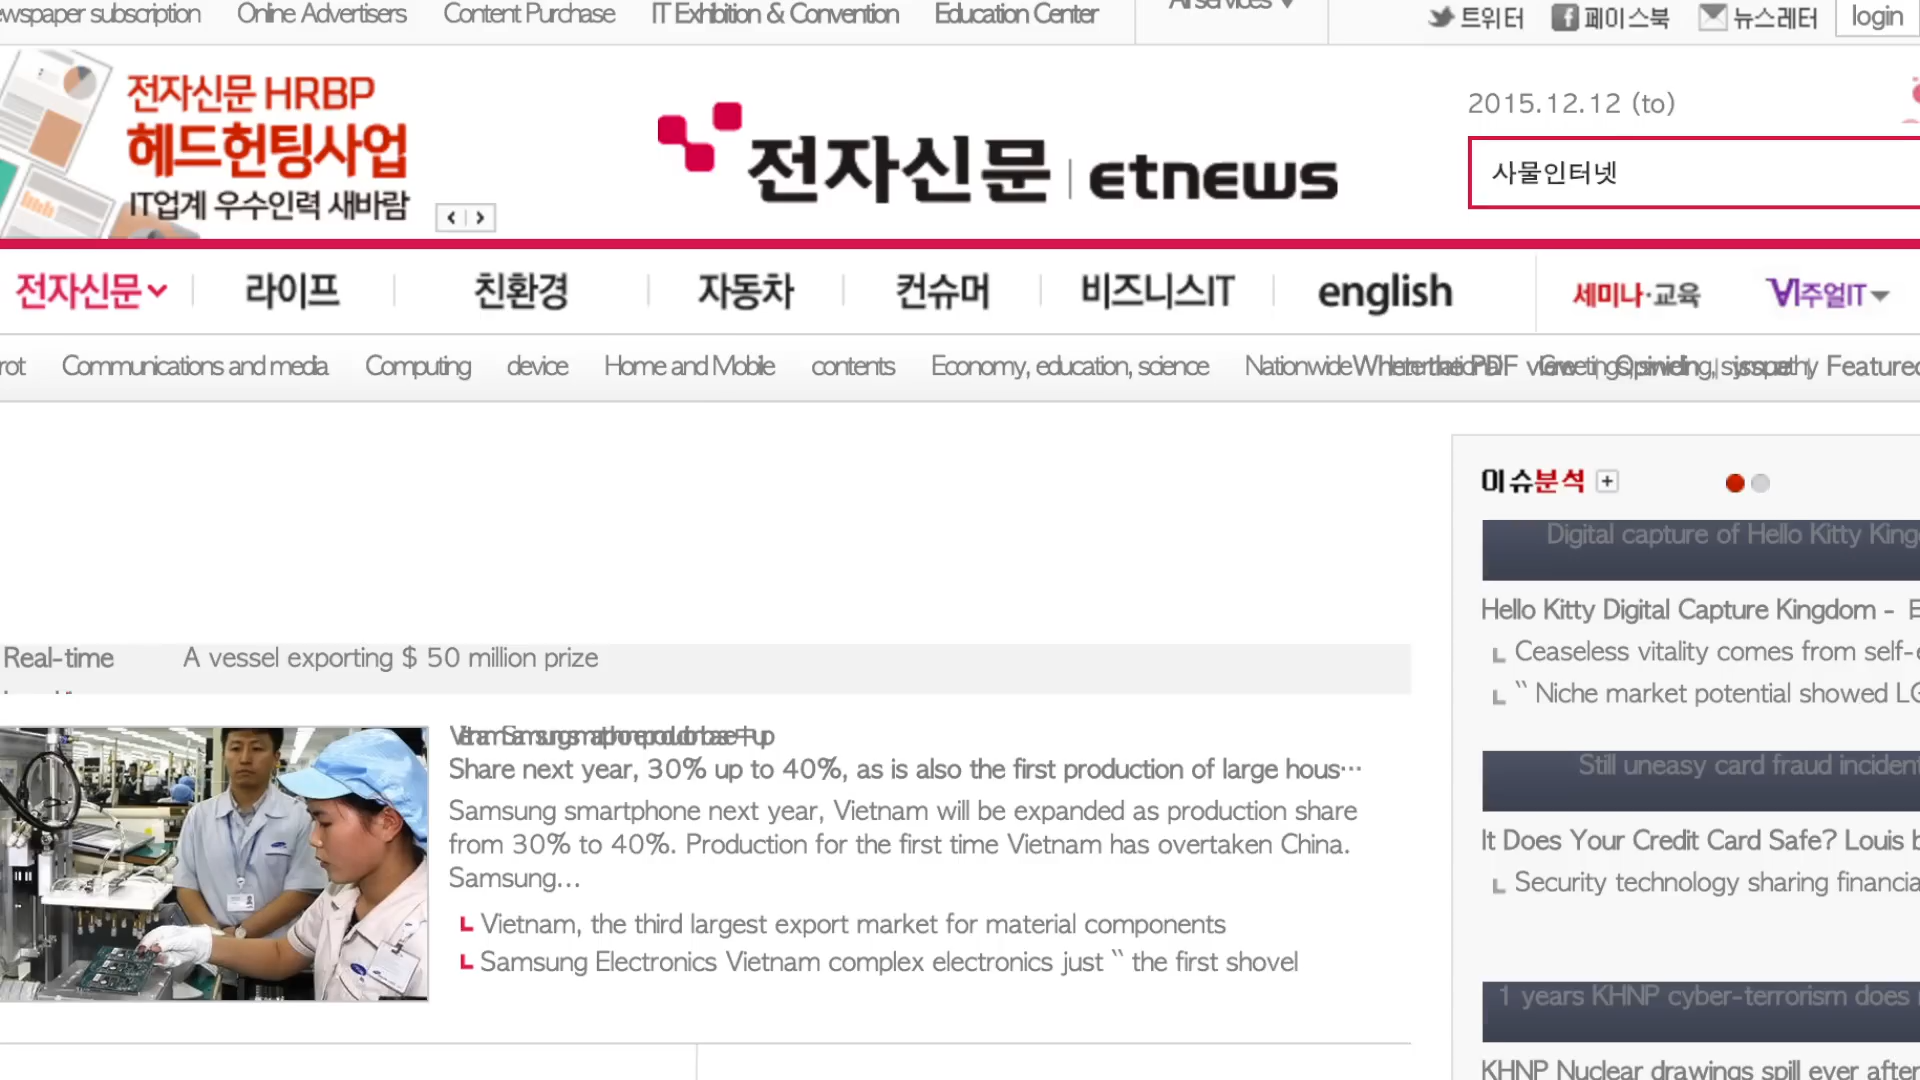 subscription
Online Advertisers
Content Purchase
IT Exhibition & Convention
Education Center
트위터
페이스북
뉴스레터
login
전자신문 HRBP
헤드헌팅사업
IT업계 우수인력 새바람
전자신문 | etnews
2015.12.12 (to)
사물인터넷
전자신문
라이프
친환경
자동차
컨슈머
비즈니스IT
english
세미나·교육
VI주얼IT
Communications and media
Computing
device
Home and Mobile
contents
Economy, education, science
Nationwide
이슈분석
Digital capture of Hello Kitty
Hello Kitty Digital Capture Kingdom -
Ceaseless vitality comes from
`` Niche market potential showed
Real-time
A vessel exporting $ 50 million prize
Share next year, 30% up to 40%, as is also the first production of large hous…
Samsung smartphone next year, Vietnam will be expanded as production share
from 30% to 40%. Production for the first time Vietnam has overtaken China.
Samsung...
Vietnam, the third largest export market for material components
Samsung Electronics Vietnam complex electronics just `` the first shovel
Still uneasy card fraud
It Does Your Credit Card Safe? Louis
Security technology sharing
1 years KHNP cyber-terrorism does
KHNP Nuclear drawings spill ever after